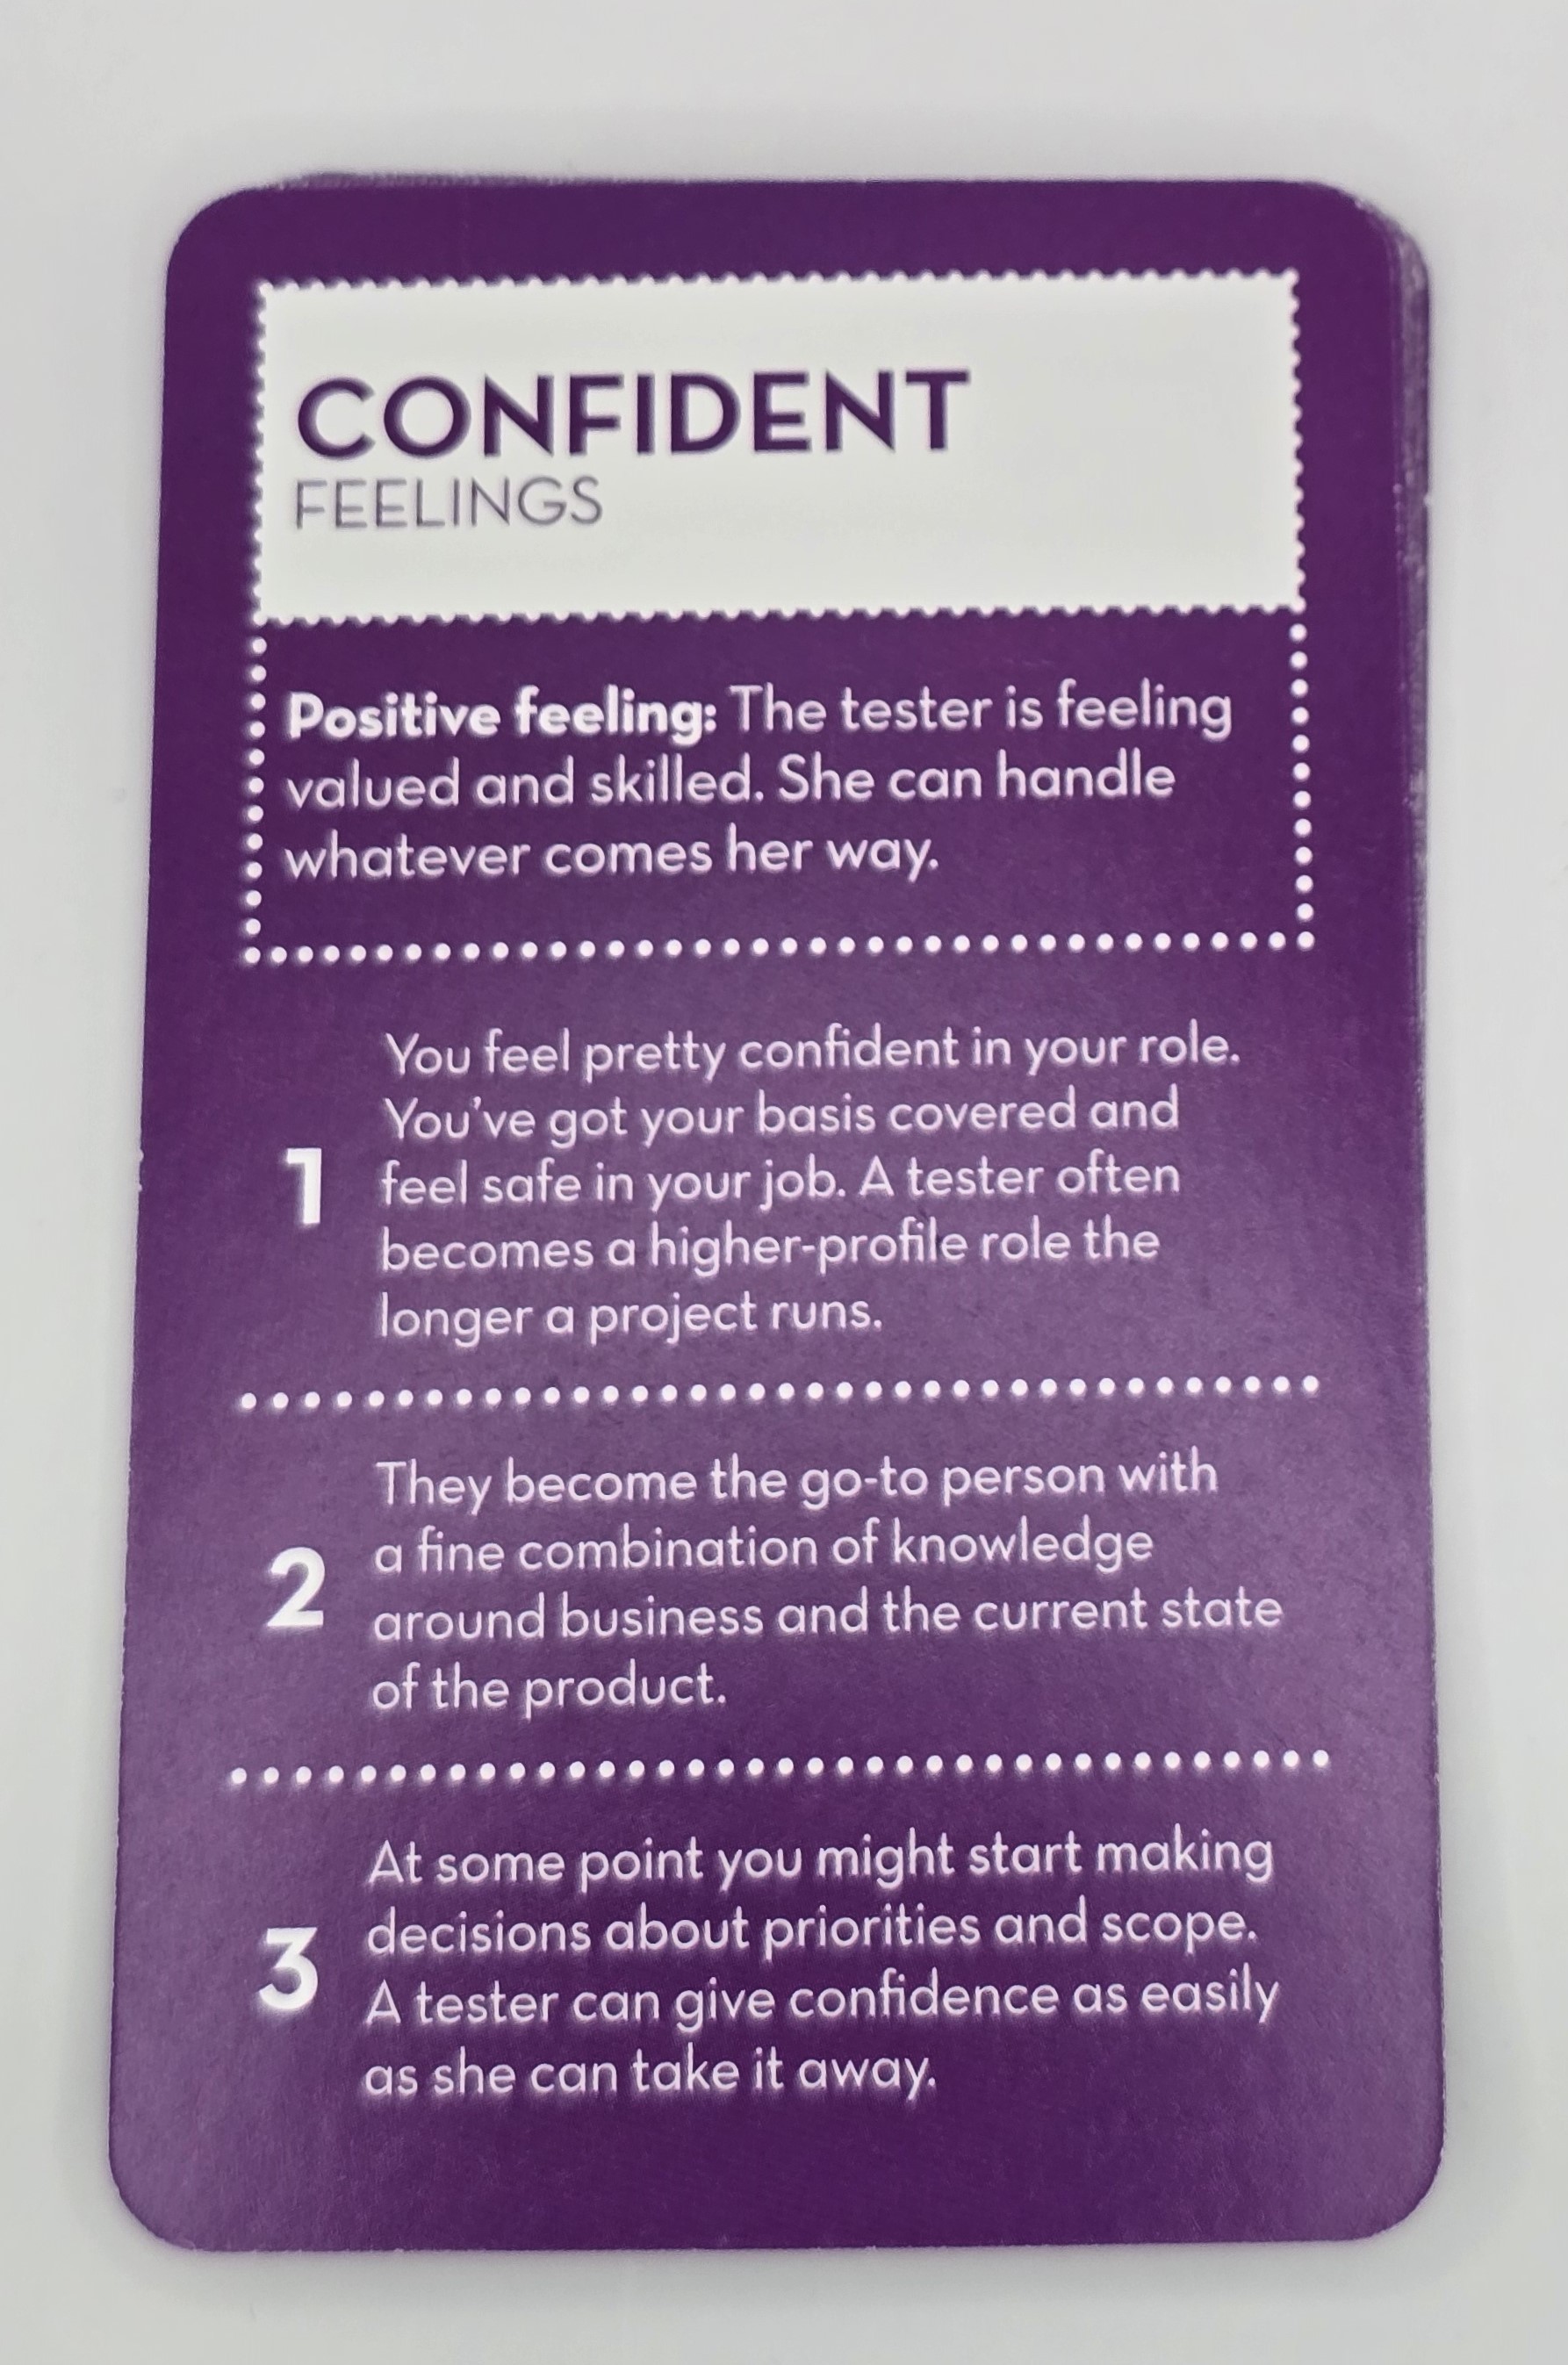 CONFIDENT
FEELINGS
Positive feeling: The tester is feeling
valued and skilled. She can handle
whatever comes her way.
1
You feel pretty confident in your role.
You've got your basis covered and
feel safe in your job. A tester often
becomes a higher-profile role the
longer a project runs.
2
They become the go-to person with
a fine combination of knowledge
around business and the current state
of the product.
3
At some point you might start making
decisions about priorities and scope.
A tester can give confidence as easily
as she can take it away.